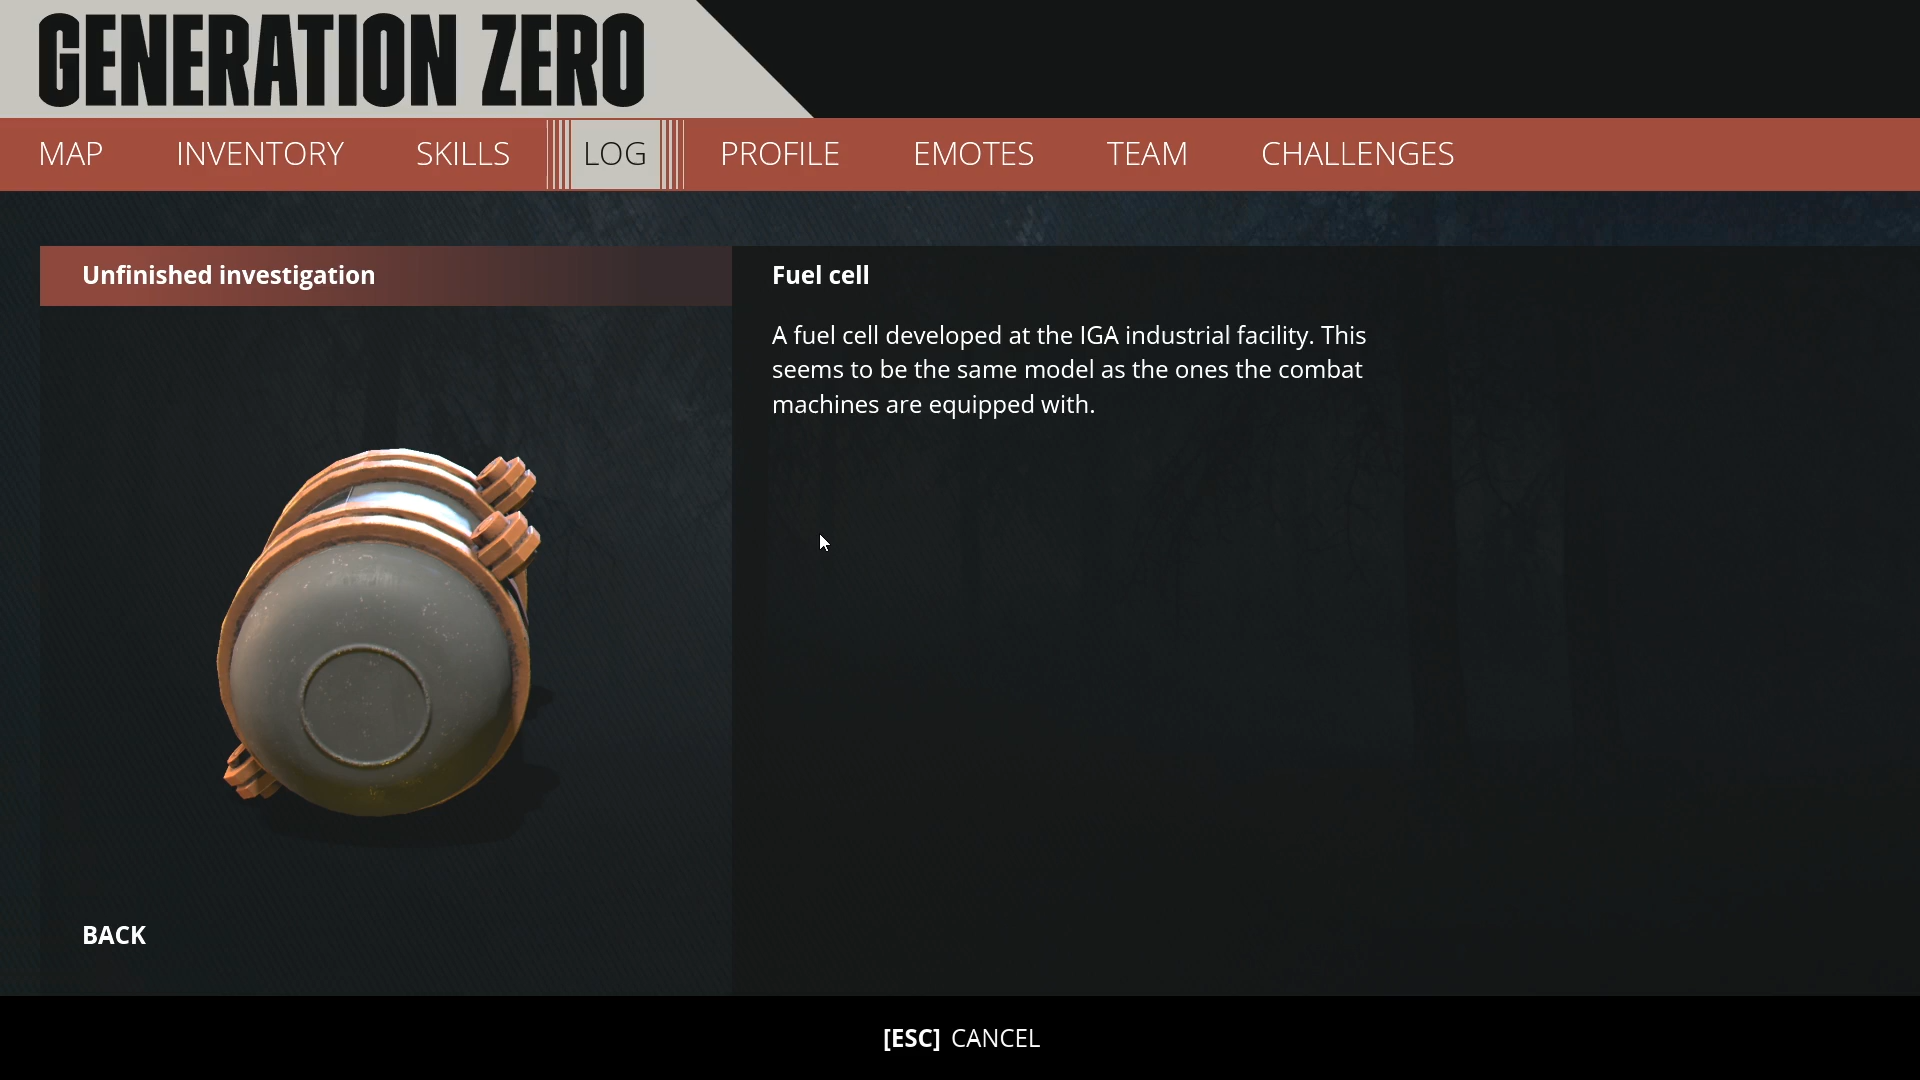 GENERATION ZERO
MAP INVENTORY SKILLS LOG PROFILE EMOTES TEAM CHALLENGES
Unfinished investigation
Fuel cell
A fuel cell developed at the IGA industrial facility. This
seems to be the same model as the ones the combat
machines are equipped with.
BACK
[ESC] CANCEL